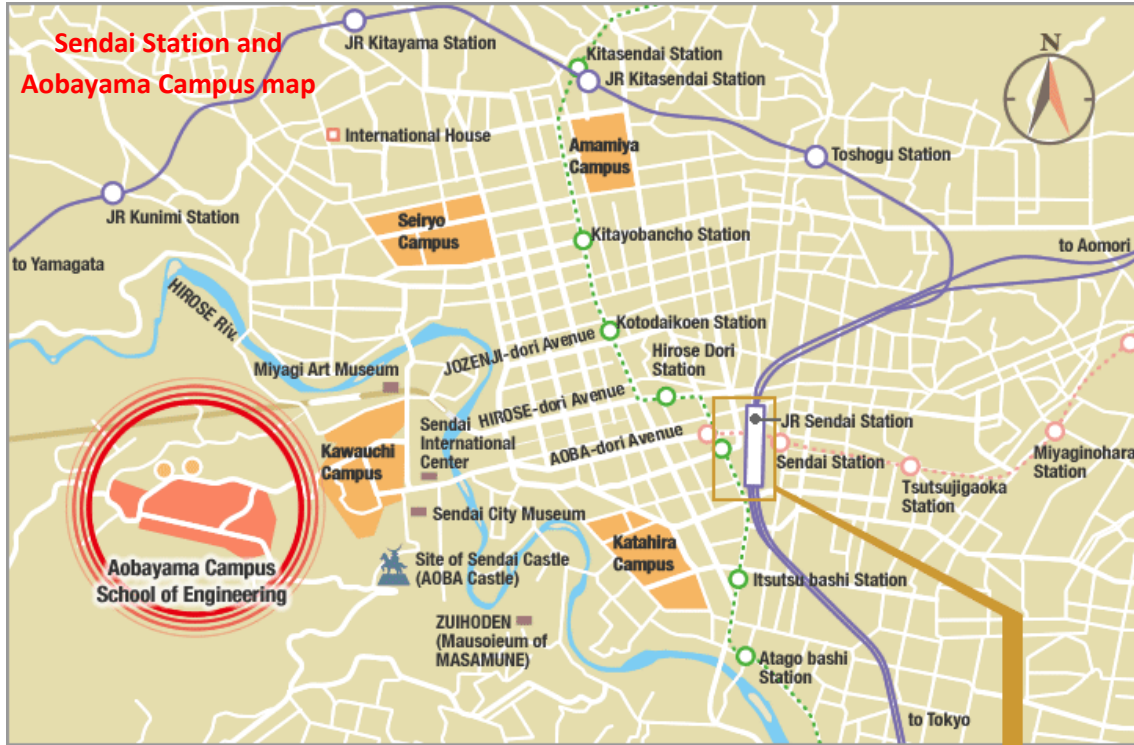 Sendai Station and
Aobayama Campus map
JR Kitayama Station
Kitasendai Station
JR Kitasendai Station
N
International House
Amamiya
Campus
Toshogu Station
JR Kunimi Station
Seiryo
Campus
Kitayobancho Station
to Yamagata
to Aomori
HIROSE Riv.
Kotodaikoen Station
JOZENJI-dori Avenue
Hirose Dori
Station
Miyagi Art Museum
HIROSE-dori Avenue
Sendai
International
Center
JR Sendai Station
AOBA-dori Avenue
Kawauchi
Campus
Sendai Station
Miyaginohara
Station
Tsutsujigaoka
Station
Sendai City Museum
Katahira
Campus
Site of Sendai Castle
(AOBA Castle)
Aobayama Campus
School of Engineering
Itsutsu bashi Station
ZUIHODEN
(Mausoieum of
MASAMUNE)
Atago bashi
Station
to Tokyo